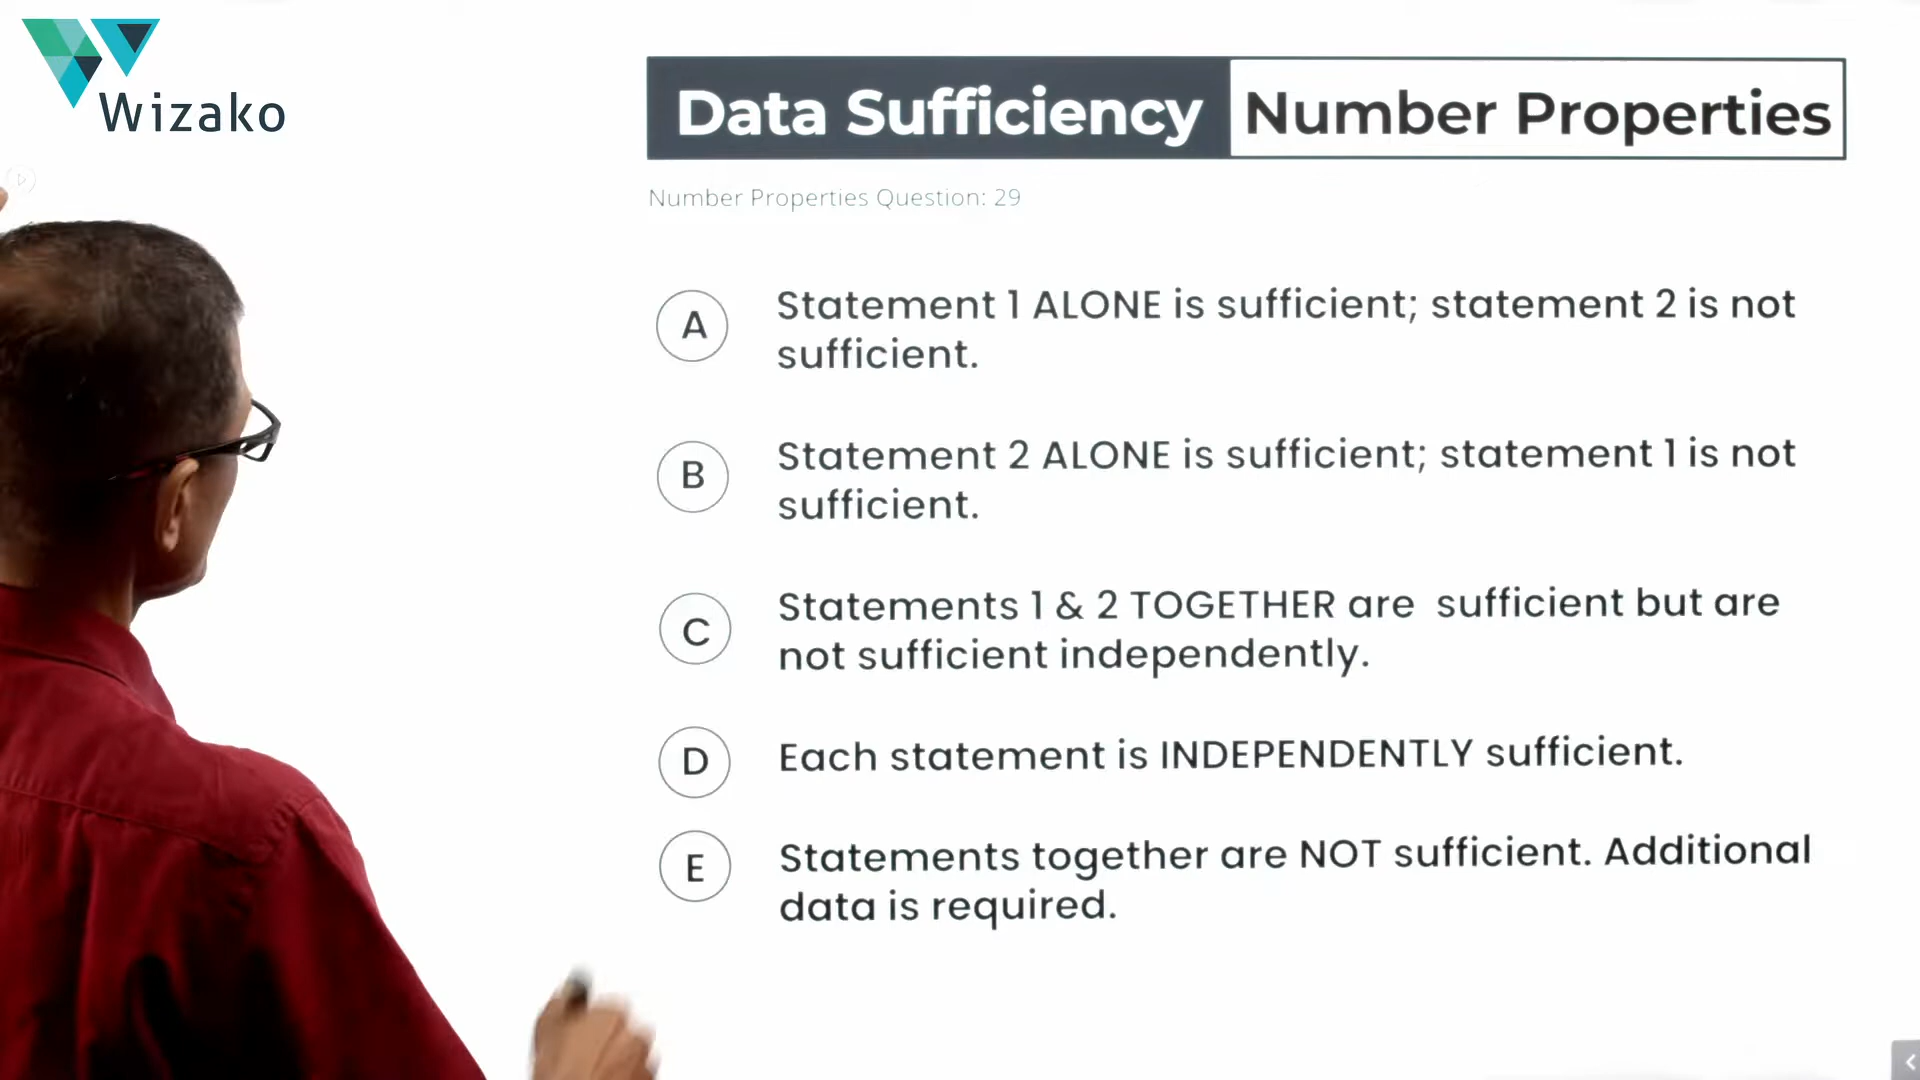 Wizako
Data Sufficiency Number Properties
Number Properties Question: 29
A Statement 1 ALONE is sufficient; statement 2 is not
sufficient.
B Statement 2 ALONE is sufficient; statement 1 is not
sufficient.
C Statements 1 & 2 TOGETHER are sufficient but are
not sufficient independently.
D Each statement is INDEPENDENTLY sufficient.
E Statements together are NOT sufficient. Additional
data is required.